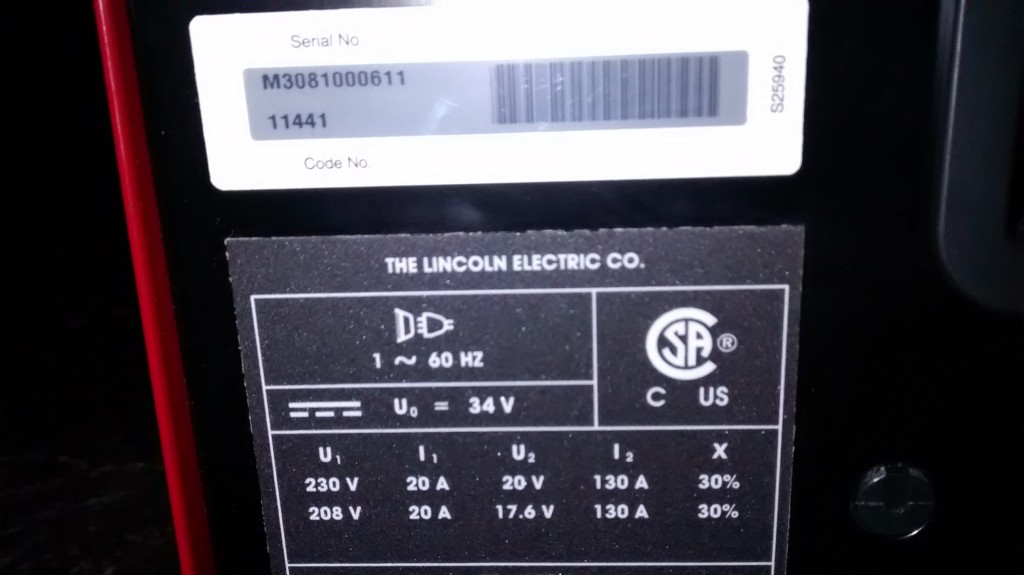 Serial No
M3081000611
11441
Code No.
S25940
THE LINCOLN ELECTRIC CO.
1 ~ 60 HZ
CSA ®
C US
U₀ = 34 V
U₁ I₁ U₂ I₂ X
230 V 20 A 20 V 130 A 30%
208 V 20 A 17.6 V 130 A 30%